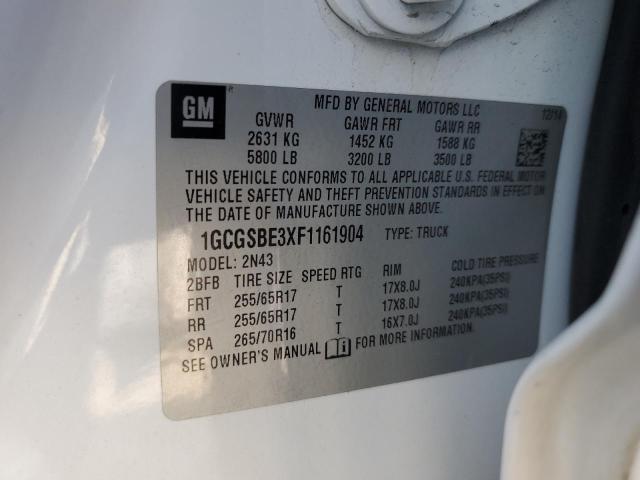 GM
MFD BY GENERAL MOTORS LLC 12/14
GVWR GAWR FRT GAWR RR
2631 KG 1452 KG 1588 KG
5800 LB 3200 LB 3500 LB
THIS VEHICLE CONFORMS TO ALL APPLICABLE U.S. FEDERAL MOTOR
VEHICLE SAFETY AND THEFT PREVENTION STANDARDS IN EFFECT ON
THE DATE OF MANUFACTURE SHOWN ABOVE.
1GCGSBE3XF1161904 TYPE: TRUCK
MODEL: 2N43
2BFB TIRE SIZE SPEED RTG RIM COLD TIRE PRESSURE
FRT 255/65R17 T 17X8.0J 240KPA(35PSI)
RR 255/65R17 T 17X8.0J 240KPA(35PSI)
SPA 265/70R16 T 16X7.0J 240KPA(35PSI)
SEE OWNER'S MANUAL FOR MORE INFORMATION.